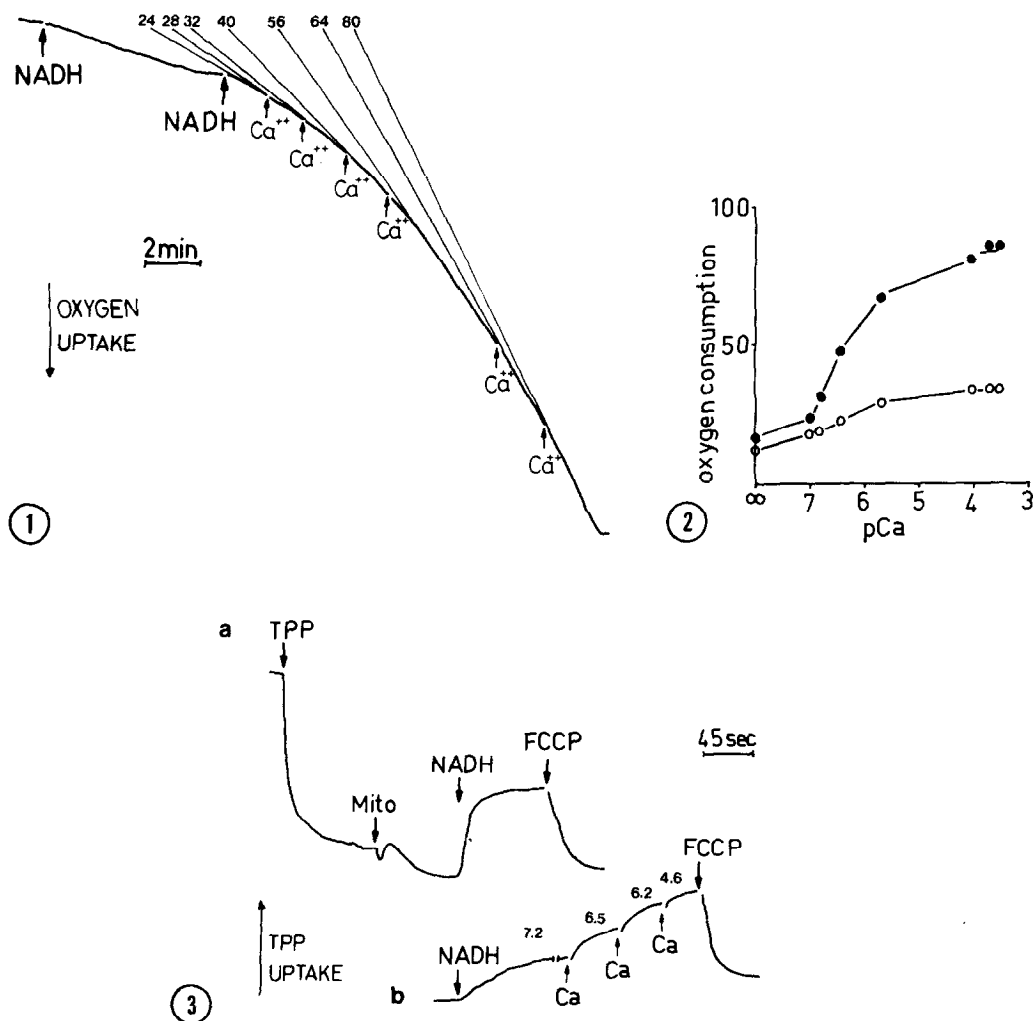 24 28 32 40 56 64 80
NADH
NADH
Ca++
Ca++
Ca++
Ca++
Ca++
Ca++
2min
OXYGEN
UPTAKE
1
100
50
oxygen consumption
∞ 7 6 5 4 3
pCa
2
a
TPP
Mito
NADH
FCCP
45sec
TPP
UPTAKE
3
b
NADH
7.2 6.5 6.2 4.6
Ca
Ca
Ca
FCCP